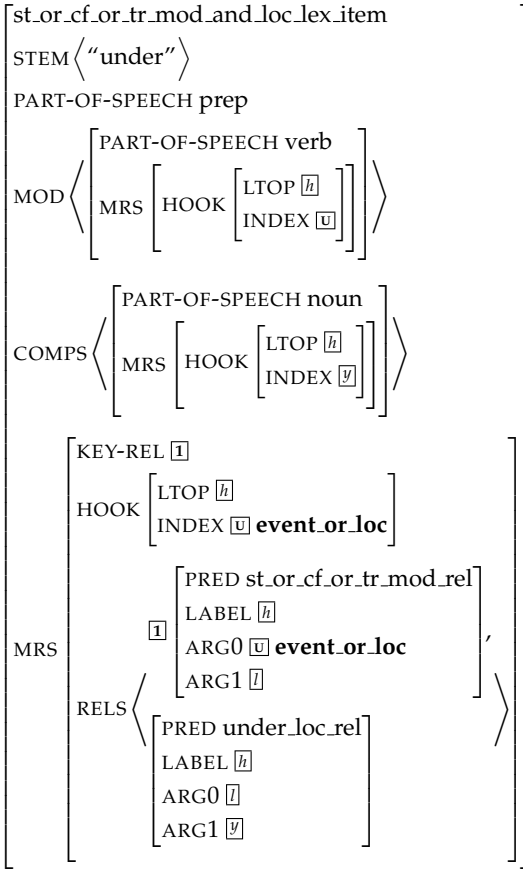 st_or_cf_or_tr_mod_and_loc_lex_item
STEM ⟨“under”⟩
PART-OF-SPEECH prep
PART-OF-SPEECH verb
MOD ⟨ MRS HOOK LTOP h
INDEX U ⟩
PART-OF-SPEECH noun
COMPS ⟨ MRS HOOK LTOP h
INDEX y ⟩
KEY-REL 1
HOOK LTOP h
INDEX U event_or_loc
MRS
RELS ⟨ 1 PRED st_or_cf_or_tr_mod_rel
LABEL h
ARG0 U event_or_loc
ARG1 l ,
PRED under_loc_rel
LABEL h
ARG0 l
ARG1 y ⟩